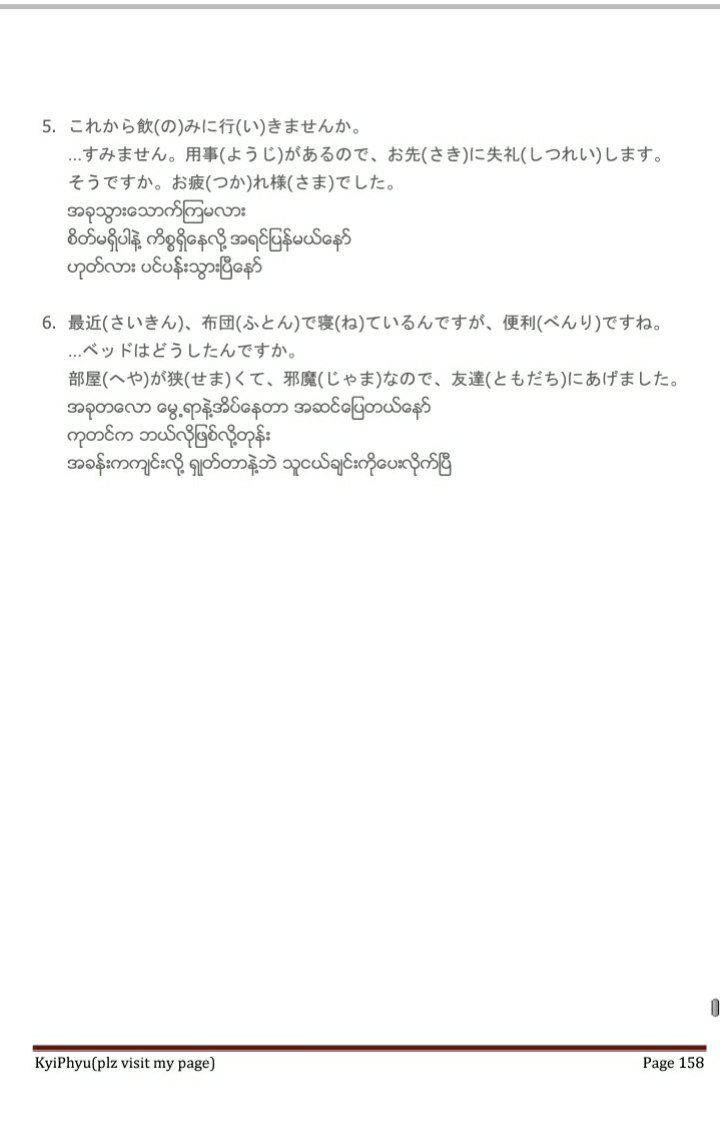 5. これから飲(の)みに行(い)きませんか。
…すみません。用事(ようじ)があるので、お先(さき)に失礼(しつれい)します。
そうですか。お疲(つか)れ様(さま)でした。
အခုသွားသောက်ကြမလား
စိတ်မရှိပါနဲ့ ကိစ္စရှိနေလို့ အရင်ပြန်မယ်နော်
ဟုတ်လား ပင်ပန်းသွားပြီနော်
6. 最近(さいきん)、布団(ふとん)で寝(ね)ているんですが、便利(べんり)ですね。
…ベッドはどうしたんですか。
部屋(へや)が狭(せま)くて、邪魔(じゃま)なので、友達(ともだち)にあげました。
အခုတလော မွေ့ရာနဲ့အိပ်နေတာ အဆင်ပြေတယ်နော်
ကုတင်က ဘယ်လိုဖြစ်လို့တုန်း
အခန်းကကျင်းလို့ ရှုတ်တာနဲ့ဘဲ သူငယ်ချင်းကိုပေးလိုက်ပြီ
KyiPhyu(plz visit my page) Page 158